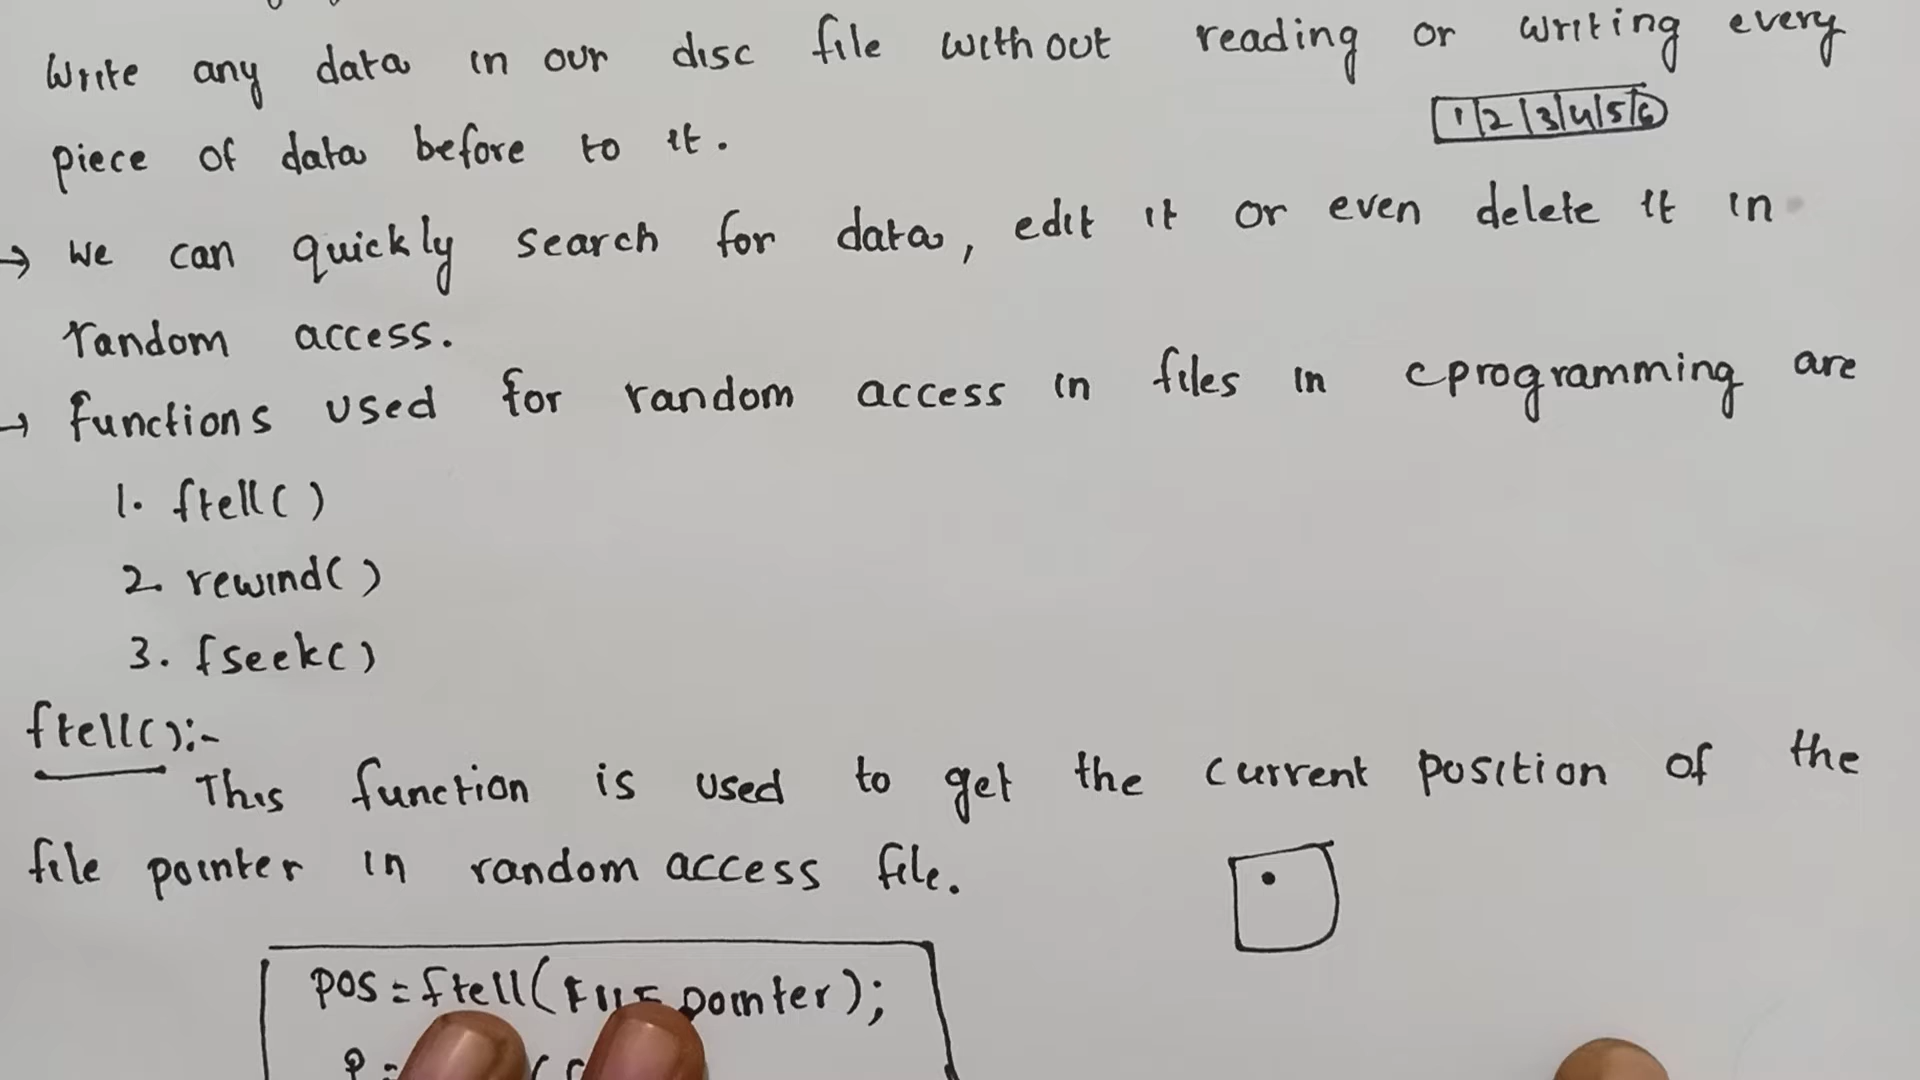 Write any data in our disc file without reading or writing every
1 2 3 4 5 6
piece of data before to it.
→ we can quickly search for data, edit it or even delete it in
random access.
→ functions used for random access in files in cprogramming are
1. ftell()
2. rewind()
3. fseek()
ftell():-
This function is used to get the current position of the
file pointer in random access file.
pos = ftell(FILE pointer);